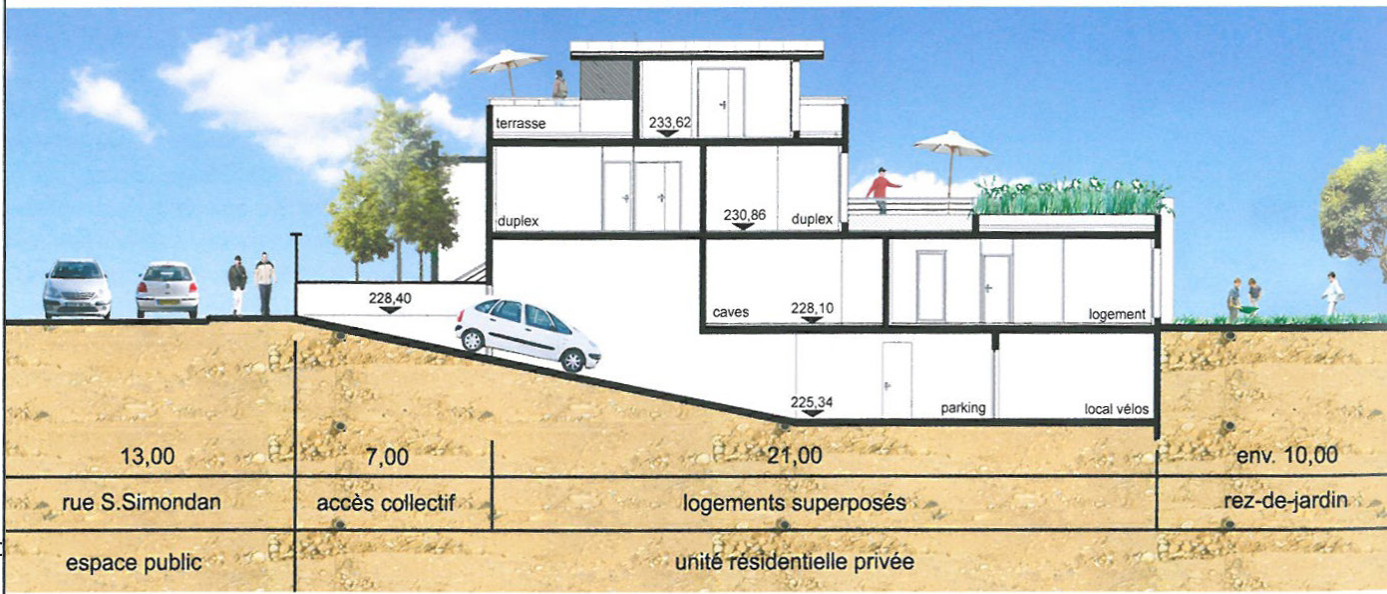 terrasse
233,62
duplex
230,86
duplex
228,40
caves
228,10
logement
225,34
parking
local vélos
13,00
7,00
21,00
env. 10,00
rue S.Simondan
accès collectif
logements superposés
rez-de-jardin
espace public
unité résidentielle privée